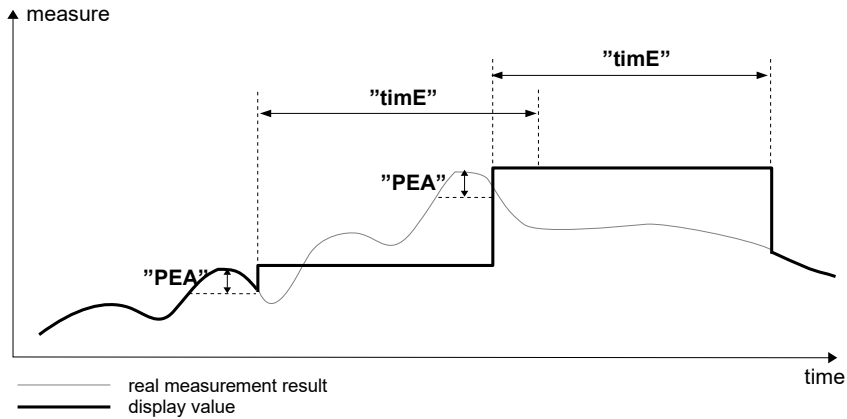 measure
”timE”
”timE”
”PEA”
”PEA”
time
real measurement result
display value